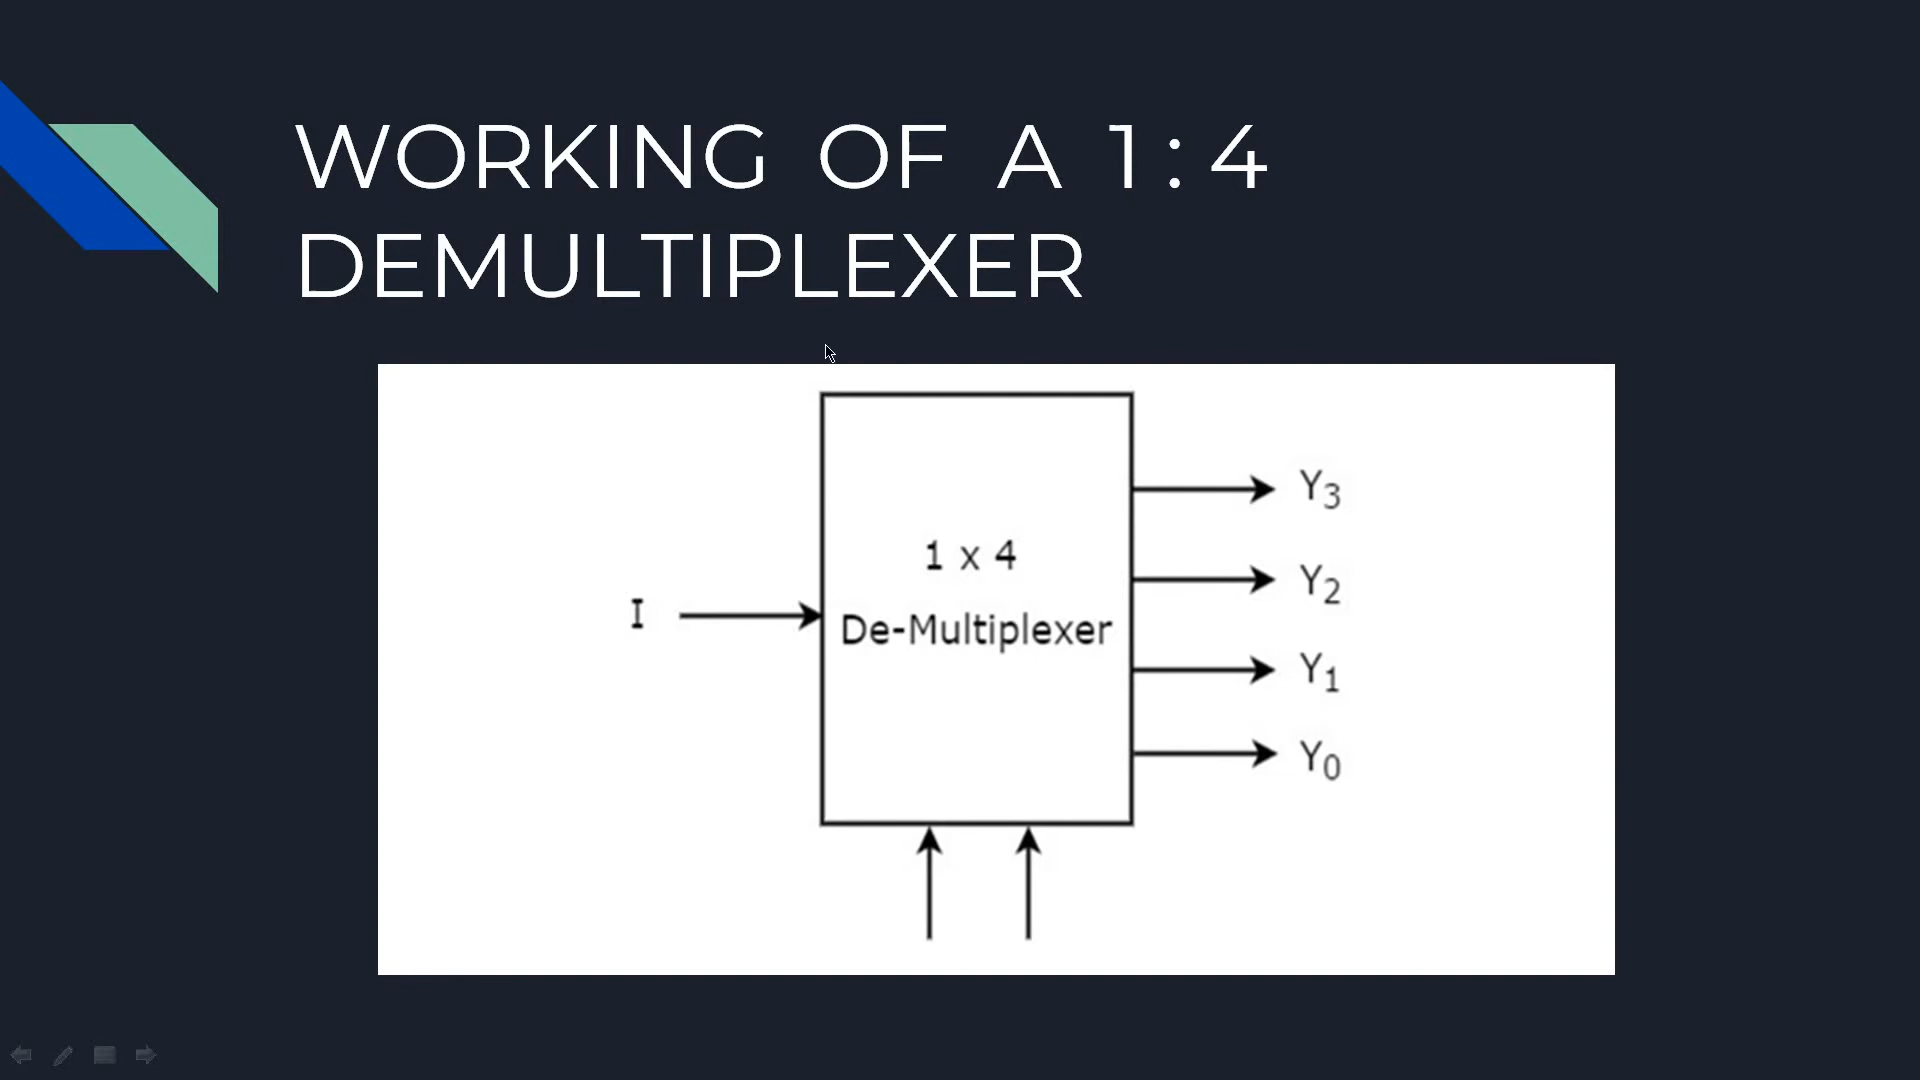 WORKING OF A 1 : 4
DEMULTIPLEXER
Y3
1 x 4
Y2
I
De-Multiplexer
Y1
Y0